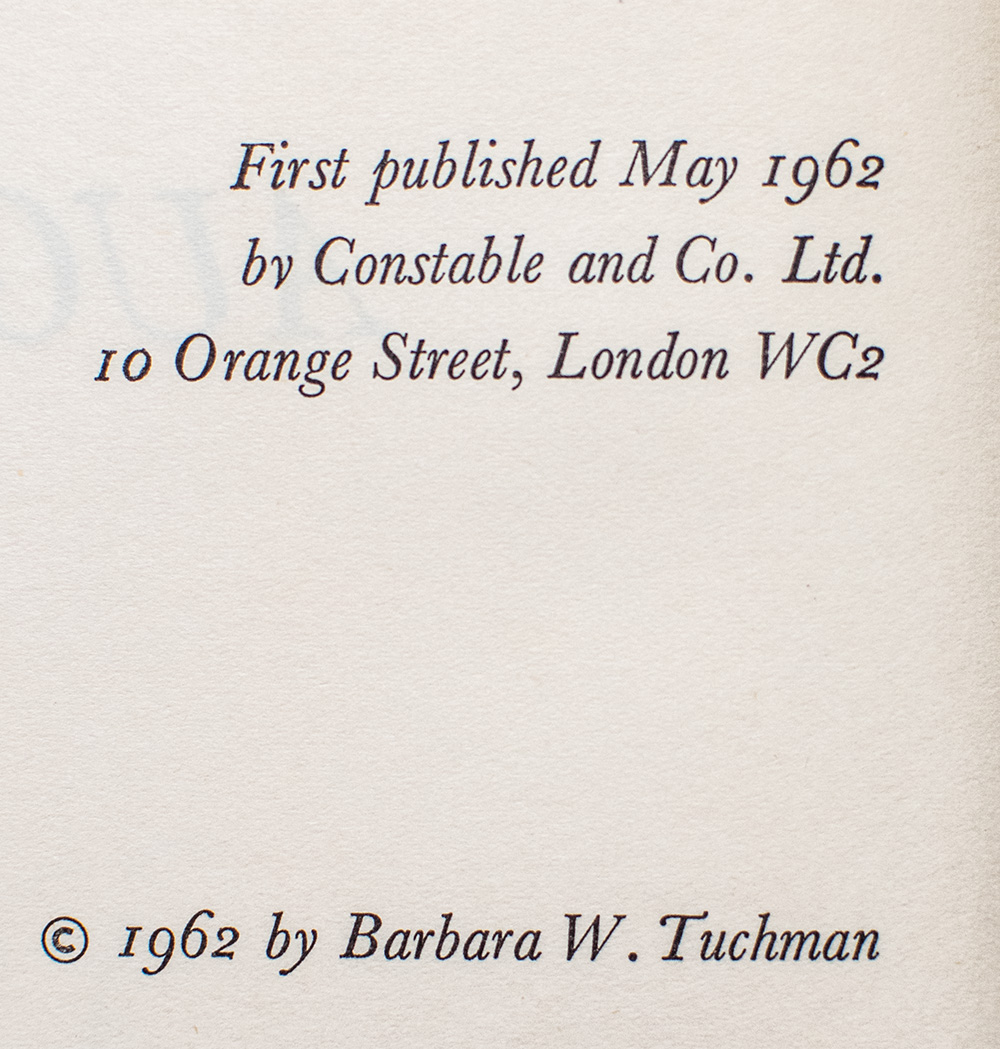 First published May 1962
by Constable and Co. Ltd.
10 Orange Street, London WC2
© 1962 by Barbara W. Tuchman